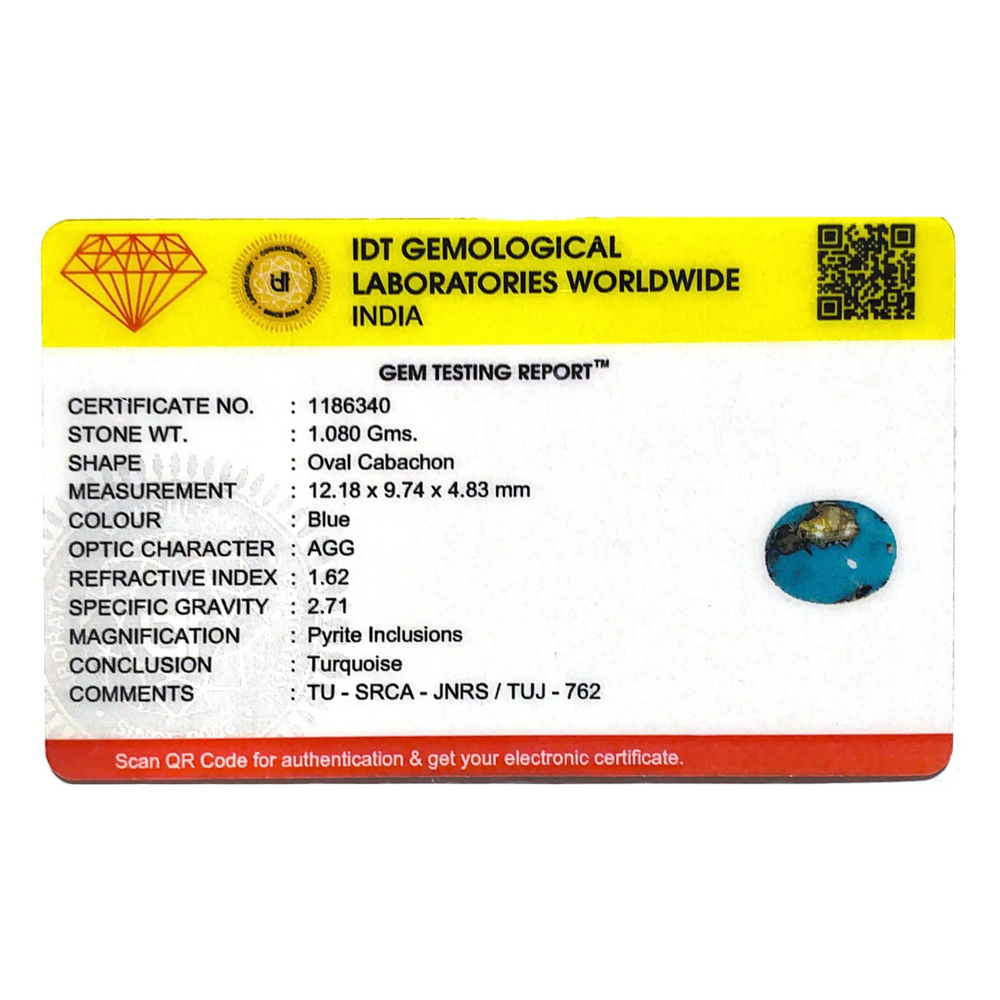 IDT GEMOLOGICAL
LABORATORIES WORLDWIDE
INDIA
GEM TESTING REPORT™
CERTIFICATE NO. : 1186340
STONE WT. : 1.080 Gms.
SHAPE : Oval Cabachon
MEASUREMENT : 12.18 x 9.74 x 4.83 mm
COLOUR : Blue
OPTIC CHARACTER : AGG
REFRACTIVE INDEX : 1.62
SPECIFIC GRAVITY : 2.71
MAGNIFICATION : Pyrite Inclusions
CONCLUSION : Turquoise
COMMENTS : TU - SRCA - JNRS / TUJ - 762
Scan QR Code for authentication & get your electronic certificate.